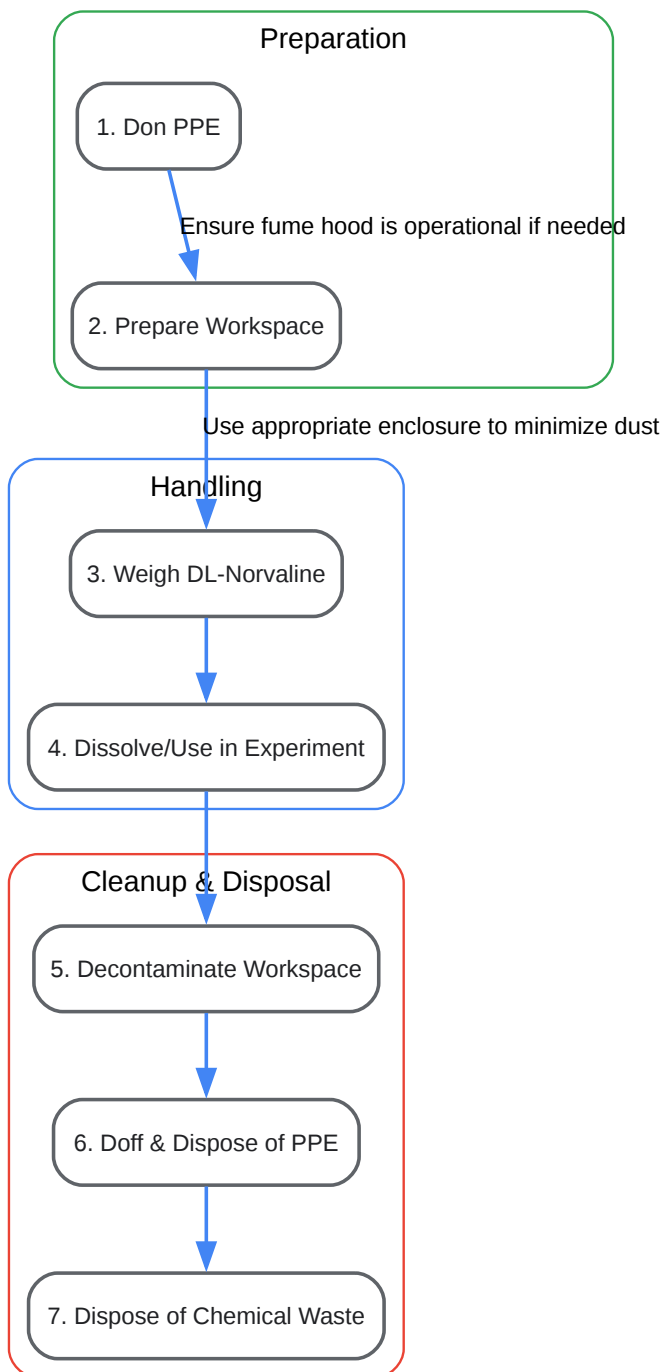 Preparation
1. Don PPE
Ensure fume hood is operational if needed
2. Prepare Workspace
Use appropriate enclosure to minimize dust
Handling
3. Weigh DL-Norvaline
4. Dissolve/Use in Experiment
Cleanup & Disposal
5. Decontaminate Workspace
6. Doff & Dispose of PPE
7. Dispose of Chemical Waste